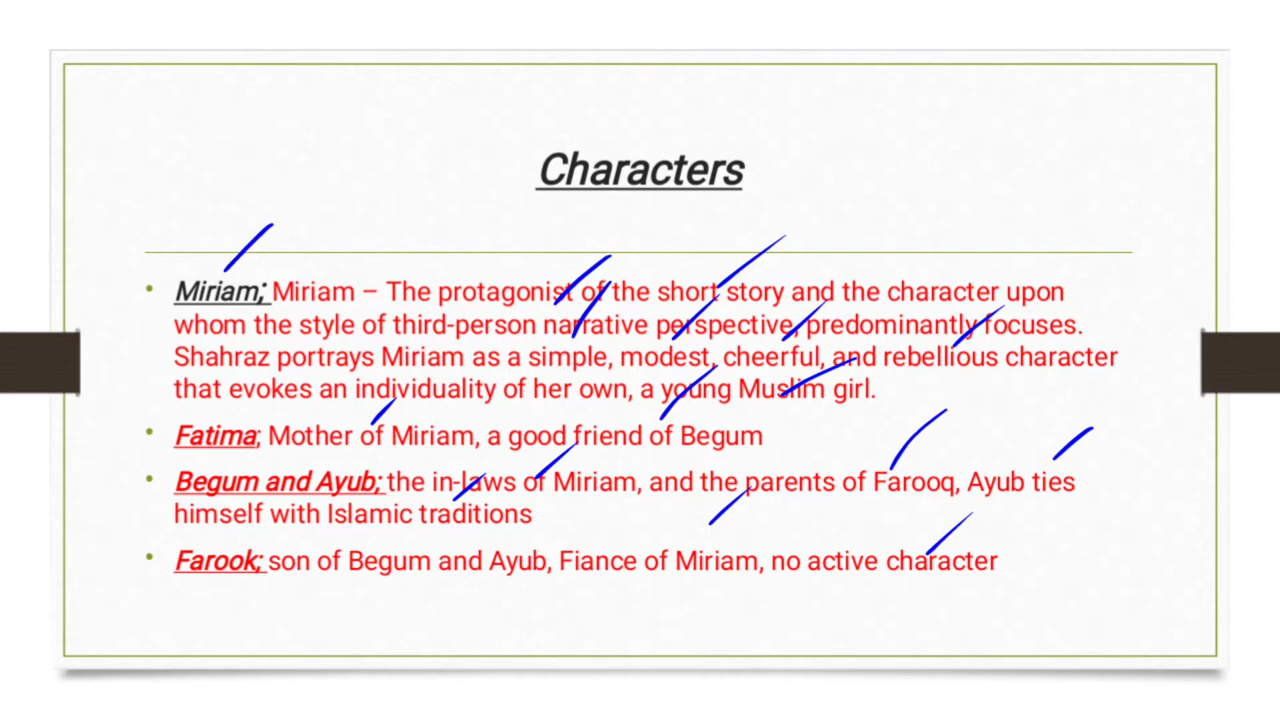 Characters
• Miriam; Miriam – The protagonist of the short story and the character upon
whom the style of third-person narrative perspective, predominantly focuses.
Shahraz portrays Miriam as a simple, modest, cheerful, and rebellious character
that evokes an individuality of her own, a young Muslim girl.
• Fatima; Mother of Miriam, a good friend of Begum
• Begum and Ayub; the in-laws of Miriam, and the parents of Farooq, Ayub ties
himself with Islamic traditions
• Farook; son of Begum and Ayub, Fiance of Miriam, no active character